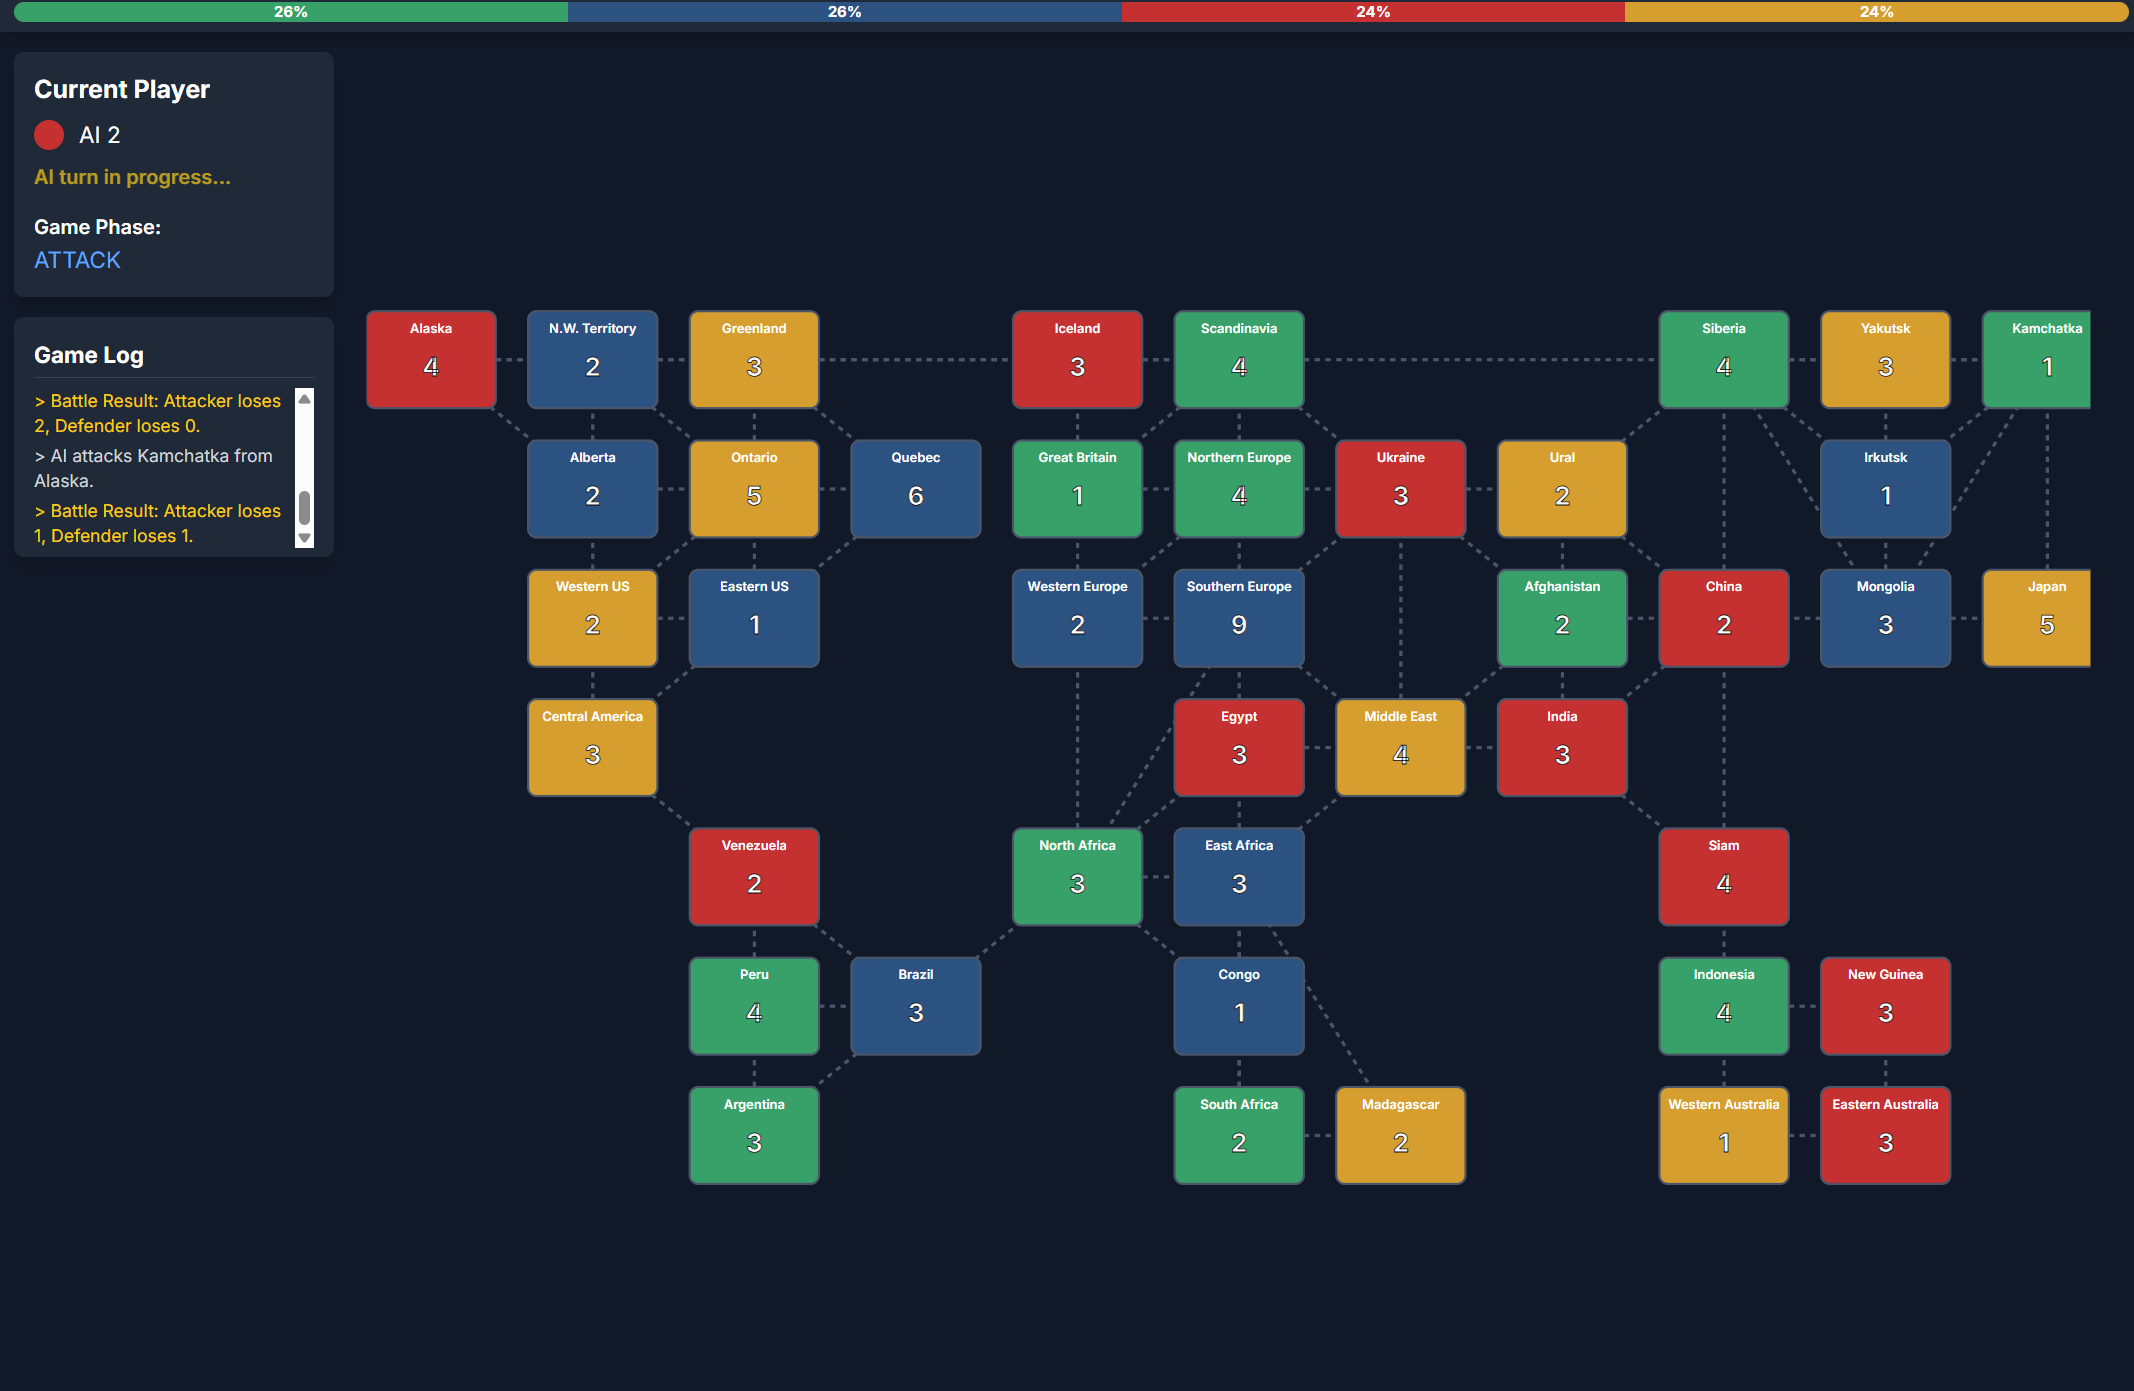 26%
26%
24%
24%
Current Player
AI 2
AI turn in progress...
Game Phase:
ATTACK
Game Log
> Battle Result: Attacker loses
2, Defender loses 0.
> AI attacks Kamchatka from
Alaska.
> Battle Result: Attacker loses
1, Defender loses 1.
Alaska
4
N.W. Territory
2
Greenland
3
Iceland
3
Scandinavia
4
Siberia
4
Yakutsk
3
Kamchatka
1
Alberta
2
Ontario
5
Quebec
6
Great Britain
1
Northern Europe
4
Ukraine
3
Ural
2
Irkutsk
1
Western US
2
Eastern US
1
Western Europe
2
Southern Europe
9
Afghanistan
2
China
2
Mongolia
3
Japan
5
Central America
3
Egypt
3
Middle East
4
India
3
Venezuela
2
North Africa
3
East Africa
3
Siam
4
Peru
4
Brazil
3
Congo
1
Indonesia
4
New Guinea
3
Argentina
3
South Africa
2
Madagascar
2
Western Australia
1
Eastern Australia
3